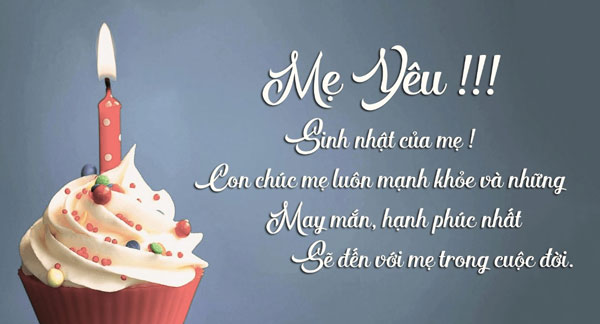 Mẹ Yêu !!!
Sinh nhật của mẹ !
Con chúc mẹ luôn mạnh khỏe và những
May mắn, hạnh phúc nhất
Sẽ đến với mẹ trong cuộc đời.